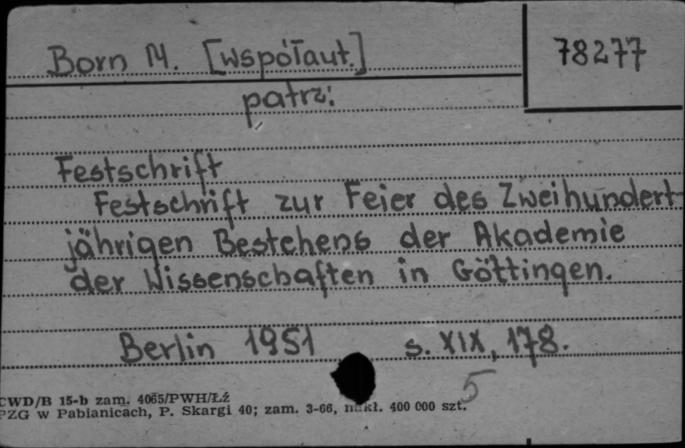 Born M. [współaut.]
78277
patrz:
Festschrift
Festschrift zur Feier des Zweihundert-
jährigen Bestehens der Akademie
der Wissenschaften in Göttingen.
Berlin 1951 s. XIX, 178.
5
CWD/B 15-b zam. 4065/PWH/Łź
PZG w Pabianicach, P. Skargi 40; zam. 3-66, nakł. 400 000 szt.